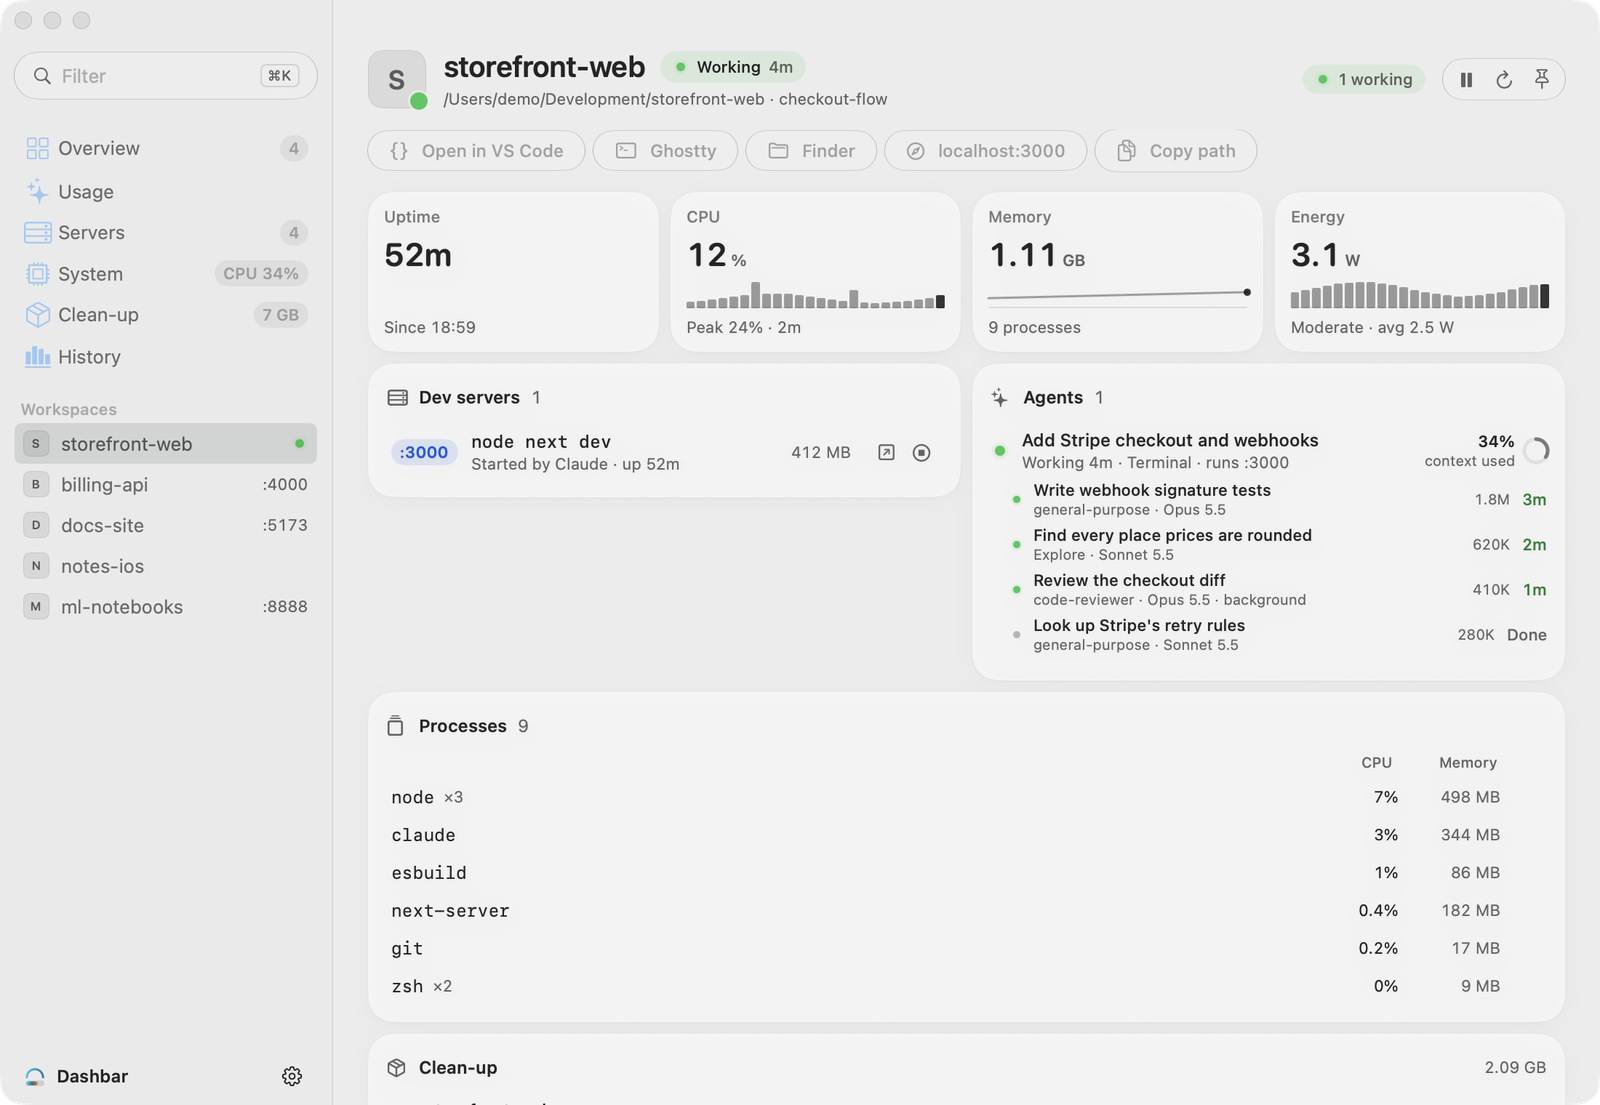 Filter ⌘K
Overview 4
Usage
Servers 4
System CPU 34%
Clean-up 7 GB
History
Workspaces
S storefront-web
B billing-api :4000
D docs-site :5173
N notes-ios
M ml-notebooks :8888
Dashbar
S
storefront-web Working 4m
/Users/demo/Development/storefront-web · checkout-flow
1 working
Open in VS Code Ghostty Finder localhost:3000 Copy path
Uptime
52m
Since 18:59
CPU
12 %
Peak 24% · 2m
Memory
1.11 GB
9 processes
Energy
3.1 W
Moderate · avg 2.5 W
Dev servers 1
:3000
node next dev
Started by Claude · up 52m
412 MB
Agents 1
Add Stripe checkout and webhooks 34%
Working 4m · Terminal · runs :3000 context used
Write webhook signature tests
general-purpose · Opus 5.5
1.8M 3m
Find every place prices are rounded
Explore · Sonnet 5.5
620K 2m
Review the checkout diff
code-reviewer · Opus 5.5 · background
410K 1m
Look up Stripe's retry rules
general-purpose · Sonnet 5.5
280K Done
Processes 9
CPU Memory
node ×3 7% 498 MB
claude 3% 344 MB
esbuild 1% 86 MB
next-server 0.4% 182 MB
git 0.2% 17 MB
zsh ×2 0% 9 MB
Clean-up 2.09 GB